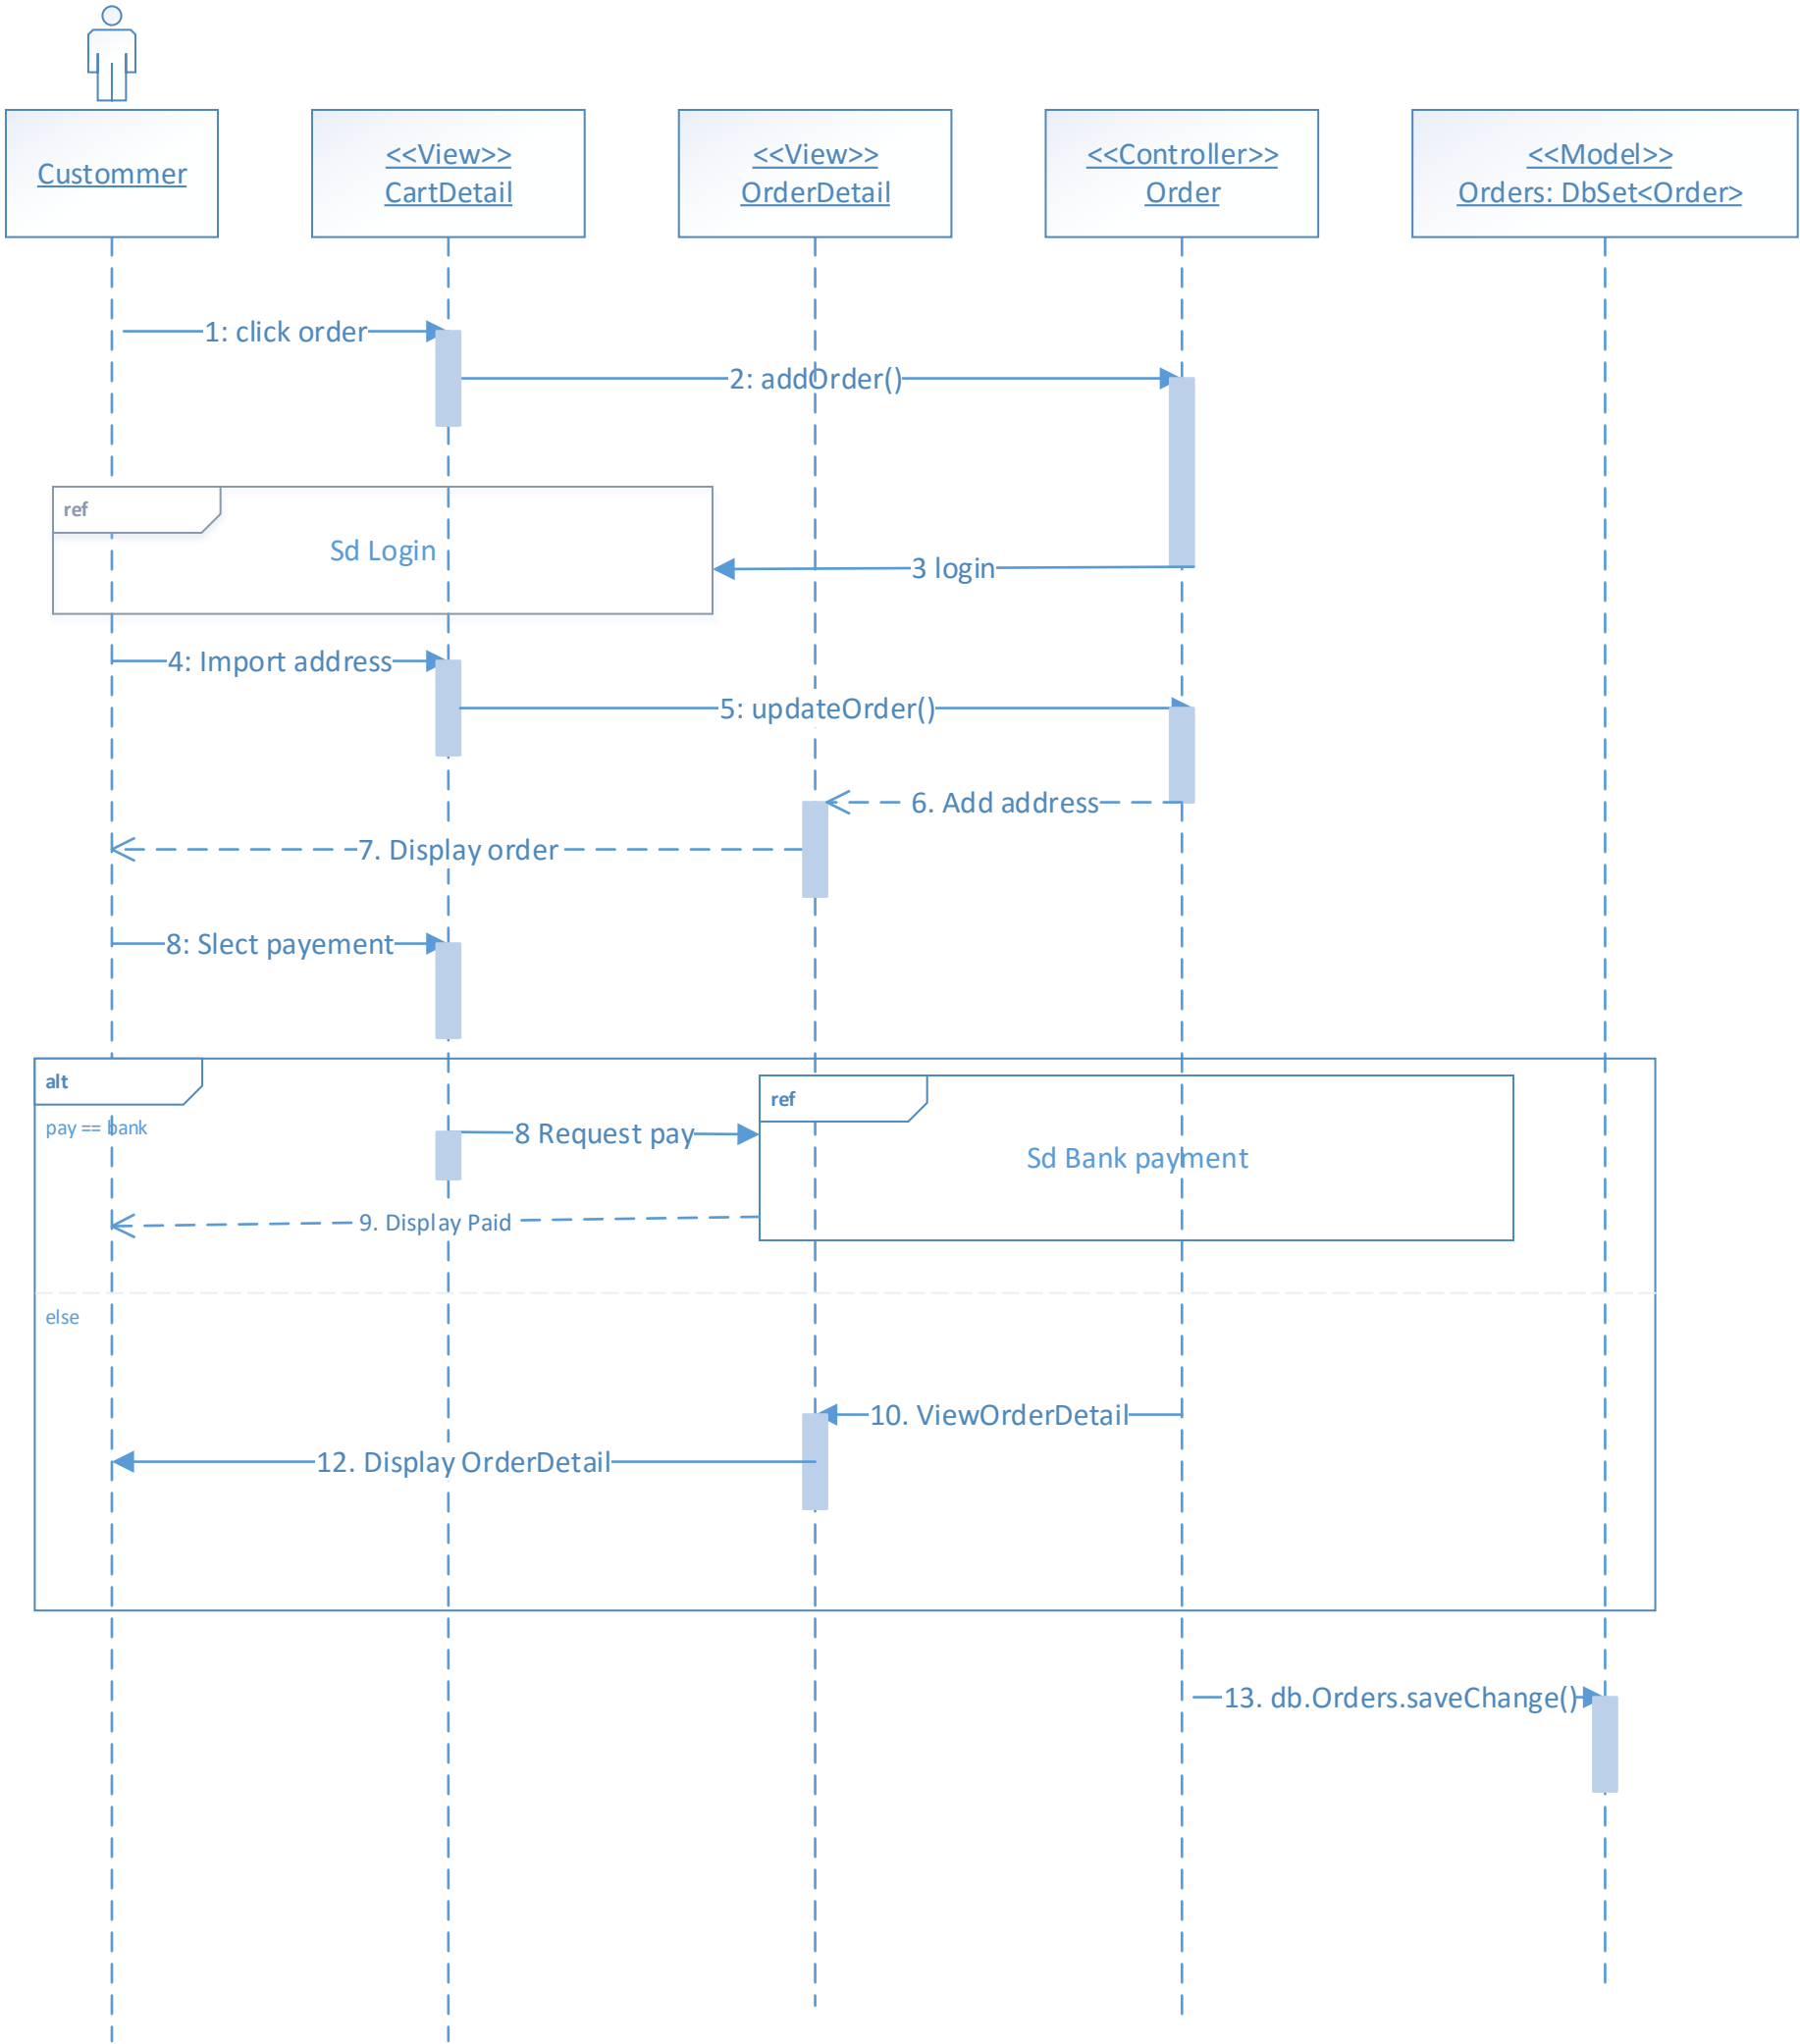 Custommer
<<View>>
CartDetail
<<View>>
OrderDetail
<<Controller>>
Order
<<Model>>
Orders: DbSet<Order>
1: click order
2: addOrder()
ref
Sd Login
3 login
4: Import address
5: updateOrder()
6. Add address
7. Display order
8: Slect payement
alt
pay == bank
ref
8 Request pay
Sd Bank payment
9. Display Paid
else
10. ViewOrderDetail
12. Display OrderDetail
13. db.Orders.saveChange()